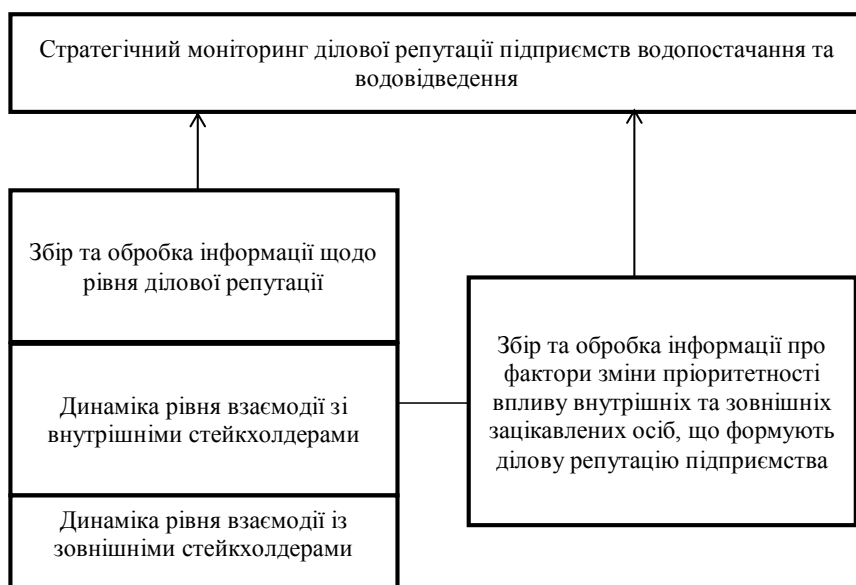 Стратегічний моніторинг ділової репутації підприємств водопостачання та
водовідведення
Збір та обробка інформації щодо
рівня ділової репутації
Динаміка рівня взаємодії зі
внутрішніми стейкхолдерами
Динаміка рівня взаємодії із
зовнішніми стейкхолдерами
Збір та обробка інформації про
фактори зміни пріоритетності
впливу внутрішніх та зовнішніх
зацікавлених осіб, що формують
ділову репутацію підприємства